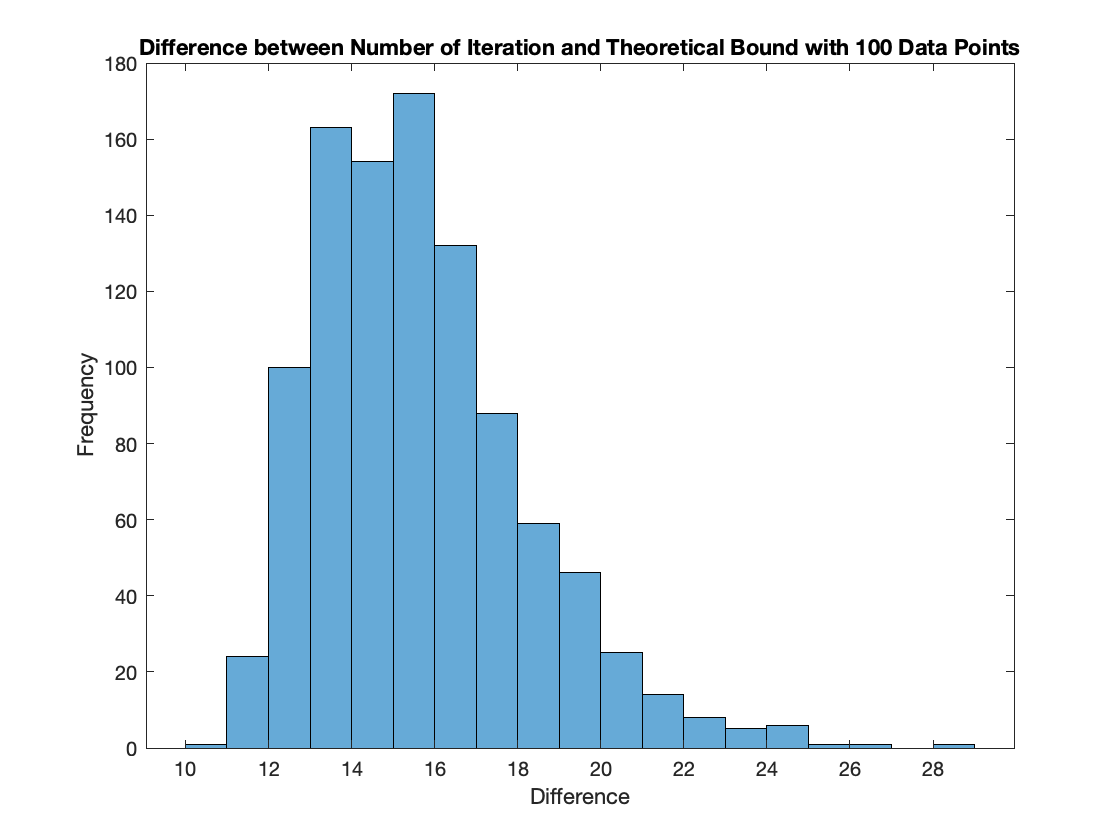 Difference between Number of Iteration and Theoretical Bound with 100 Data Points
180
160
140
120
100
80
60
40
20
0
Frequency
10 12 14 16 18 20 22 24 26 28
Difference